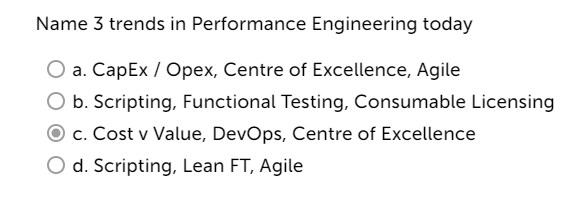 Name 3 trends in Performance Engineering today
a. CapEx / Opex, Centre of Excellence, Agile
b. Scripting, Functional Testing, Consumable Licensing
c. Cost v Value, DevOps, Centre of Excellence
d. Scripting, Lean FT, Agile